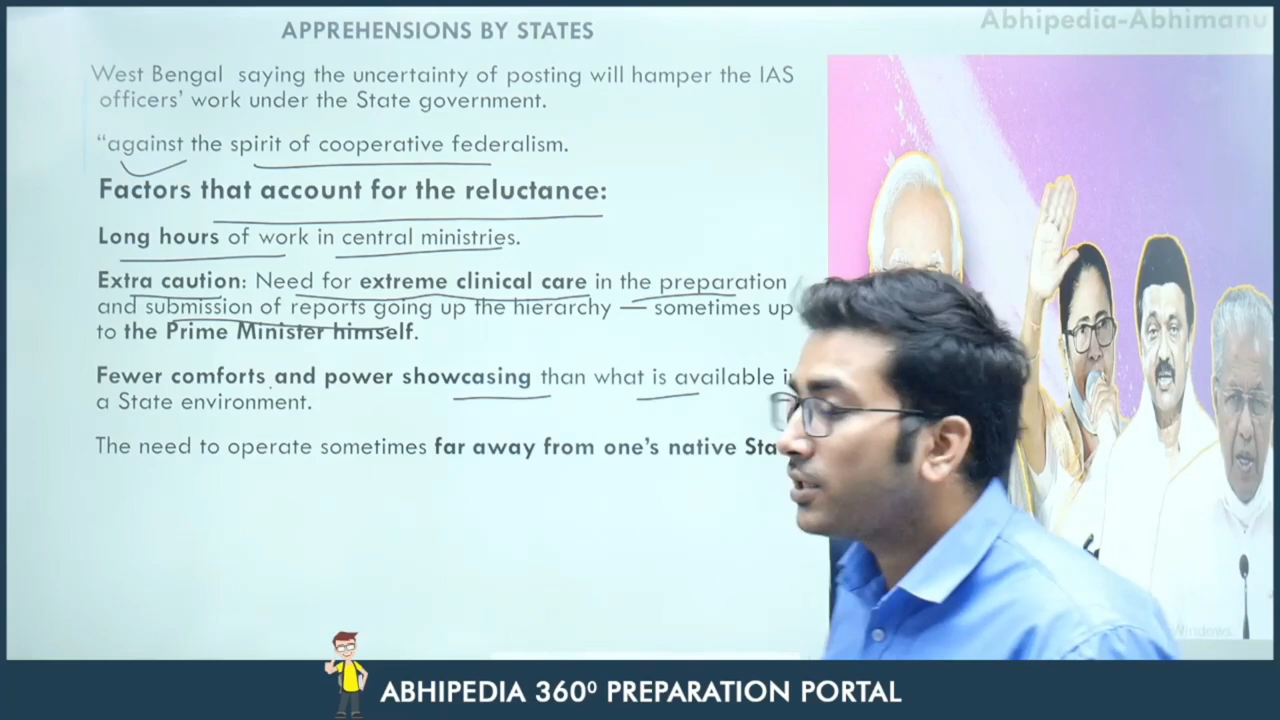 Abhipedia-Abhimanu
APPREHENSIONS BY STATES
West Bengal saying the uncertainty of posting will hamper the IAS
officers' work under the State government.
“against the spirit of cooperative federalism.
Factors that account for the reluctance:
Long hours of work in central ministries.
Extra caution: Need for extreme clinical care in the preparation
and submission of reports going up the hierarchy — sometimes up
to the Prime Minister himself.
Fewer comforts and power showcasing than what is available
a State environment.
The need to operate sometimes far away from one's native
Windows.
ABHIPEDIA 360⁰ PREPARATION PORTAL